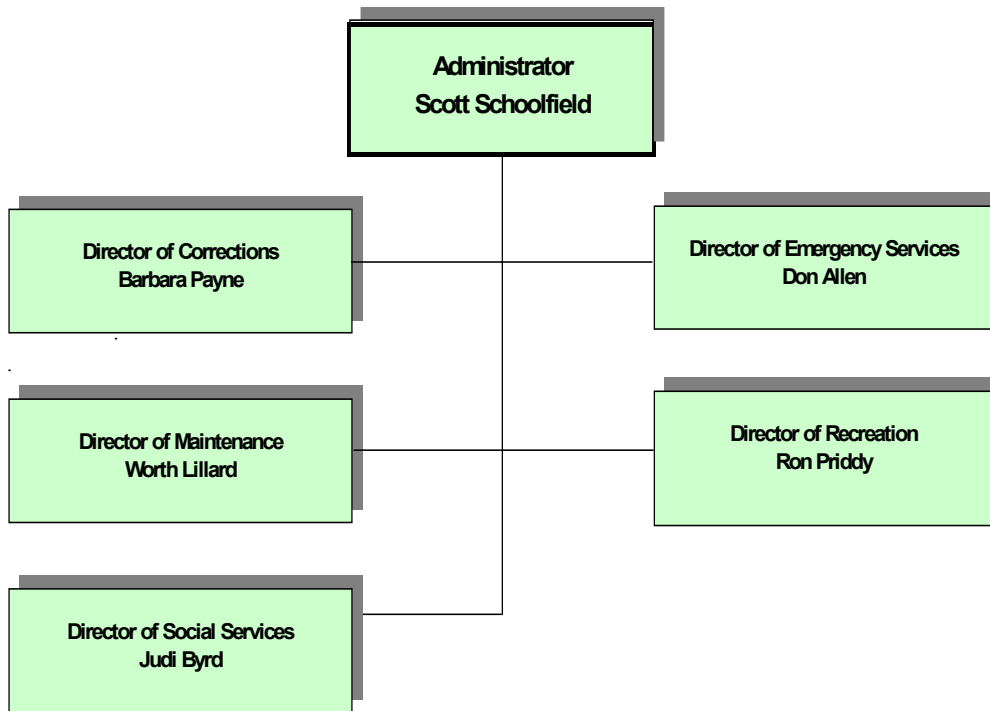 Administrator
Scott Schoolfield
Director of Corrections
Barbara Payne
Director of Emergency Services
Don Allen
Director of Maintenance
Worth Lillard
Director of Recreation
Ron Priddy
Director of Social Services
Judi Byrd